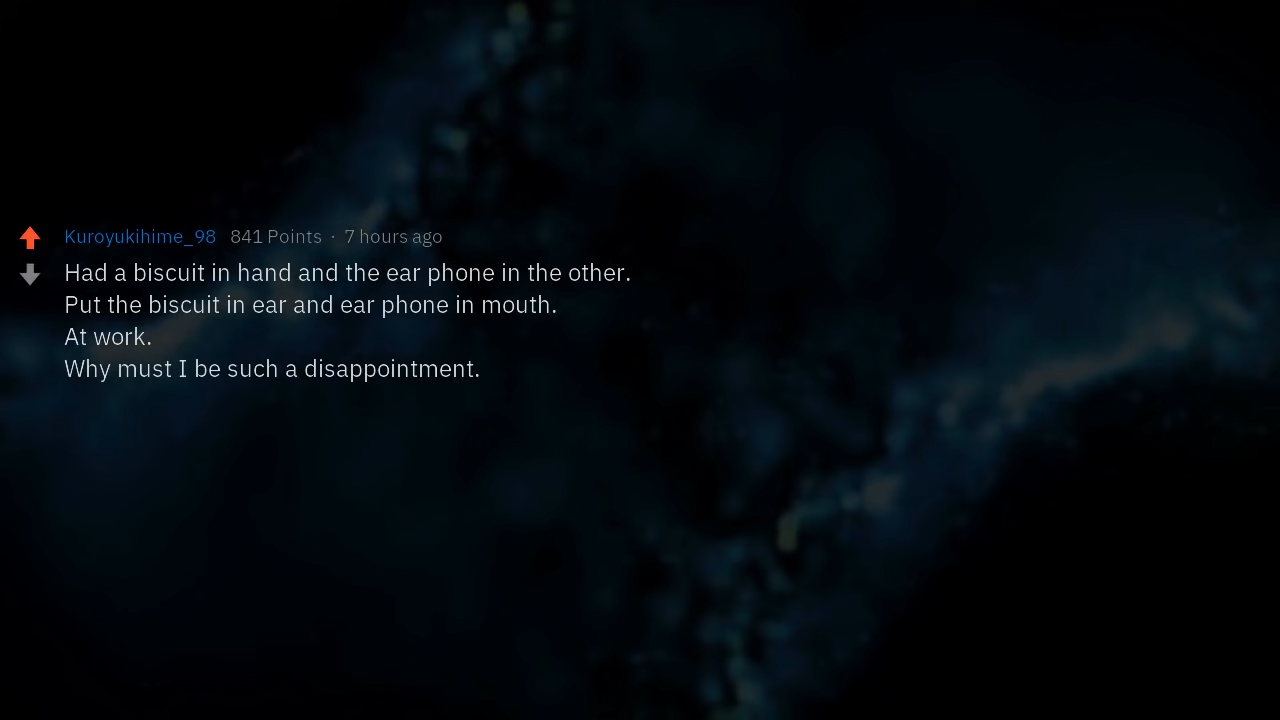 Kuroyukihime_98 841 Points · 7 hours ago
Had a biscuit in hand and the ear phone in the other.
Put the biscuit in ear and ear phone in mouth.
At work.
Why must I be such a disappointment.